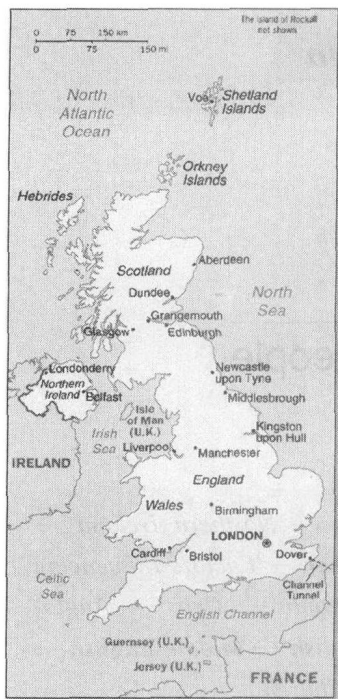 The island of Rockall
not shown
0 75 150 km
0 75 150 mi
North
Atlantic
Ocean
Voe
Shetland
Islands
Orkney
Islands
Hebrides
Scotland
Aberdeen
Dundee
North
Sea
Grangemouth
Glasgow
Edinburgh
Londonderry
Northern
Ireland
Belfast
Newcastle
upon Tyne
Middlesbrough
Isle of
Man (U.K.)
Irish
Sea
Kingston
upon Hull
IRELAND
Liverpoo
Manchester
England
Wales
Birmingham
LONDON
Cardiff
Bristol
Dover
Channel
Tunnel
Celtic
Sea
English Channel
Guernsey (U.K.)
Jersey (U.K.)
FRANCE